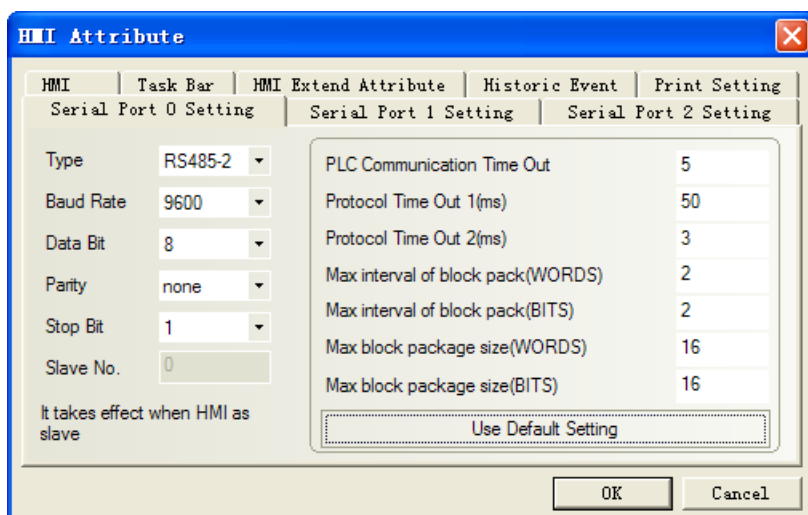 HMI Attribute
HMI
Task Bar
HMI Extend Attribute
Historic Event
Print Setting
Serial Port 0 Setting
Serial Port 1 Setting
Serial Port 2 Setting
Type RS485-2
Baud Rate 9600
Data Bit 8
Parity none
Stop Bit 1
Slave No. 0
It takes effect when HMI as
slave
PLC Communication Time Out 5
Protocol Time Out 1(ms) 50
Protocol Time Out 2(ms) 3
Max interval of block pack(WORDS) 2
Max interval of block pack(BITS) 2
Max block package size(WORDS) 16
Max block package size(BITS) 16
Use Default Setting
OK
Cancel